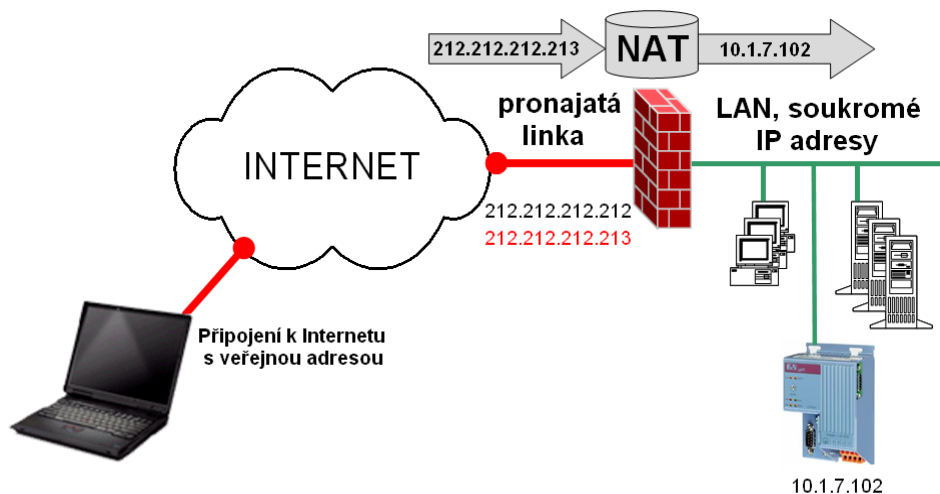 212.212.212.213
NAT
10.1.7.102
pronajatá
linka
LAN, soukromé
IP adresy
INTERNET
212.212.212.212
212.212.212.213
Připojení k Internetu
s veřejnou adresou
10.1.7.102